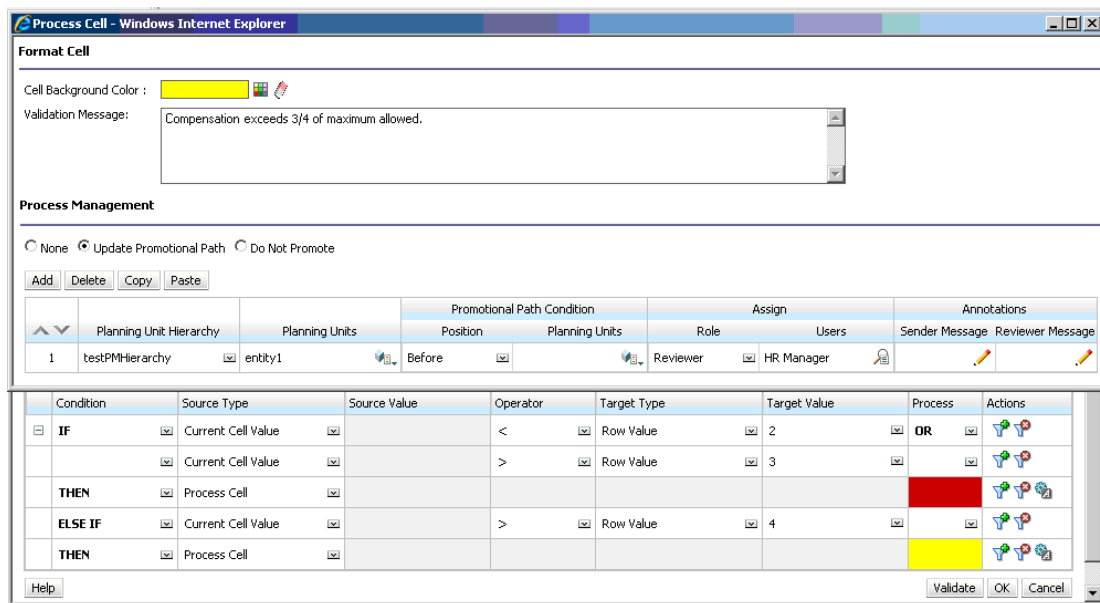 Process Cell - Windows Internet Explorer
Format Cell
Cell Background Color :
Validation Message:
Compensation exceeds 3/4 of maximum allowed.
Process Management
None Update Promotional Path Do Not Promote
Add Delete Copy Paste
Promotional Path Condition Assign Annotations
Planning Unit Hierarchy Planning Units Position Planning Units Role Users Sender Message Reviewer Message
1 testPMHierarchy entity1 Before Reviewer HR Manager
Condition Source Type Source Value Operator Target Type Target Value Process Actions
IF Current Cell Value < Row Value 2 OR
Current Cell Value > Row Value 3
THEN Process Cell
ELSE IF Current Cell Value > Row Value 4
THEN Process Cell
Help Validate OK Cancel